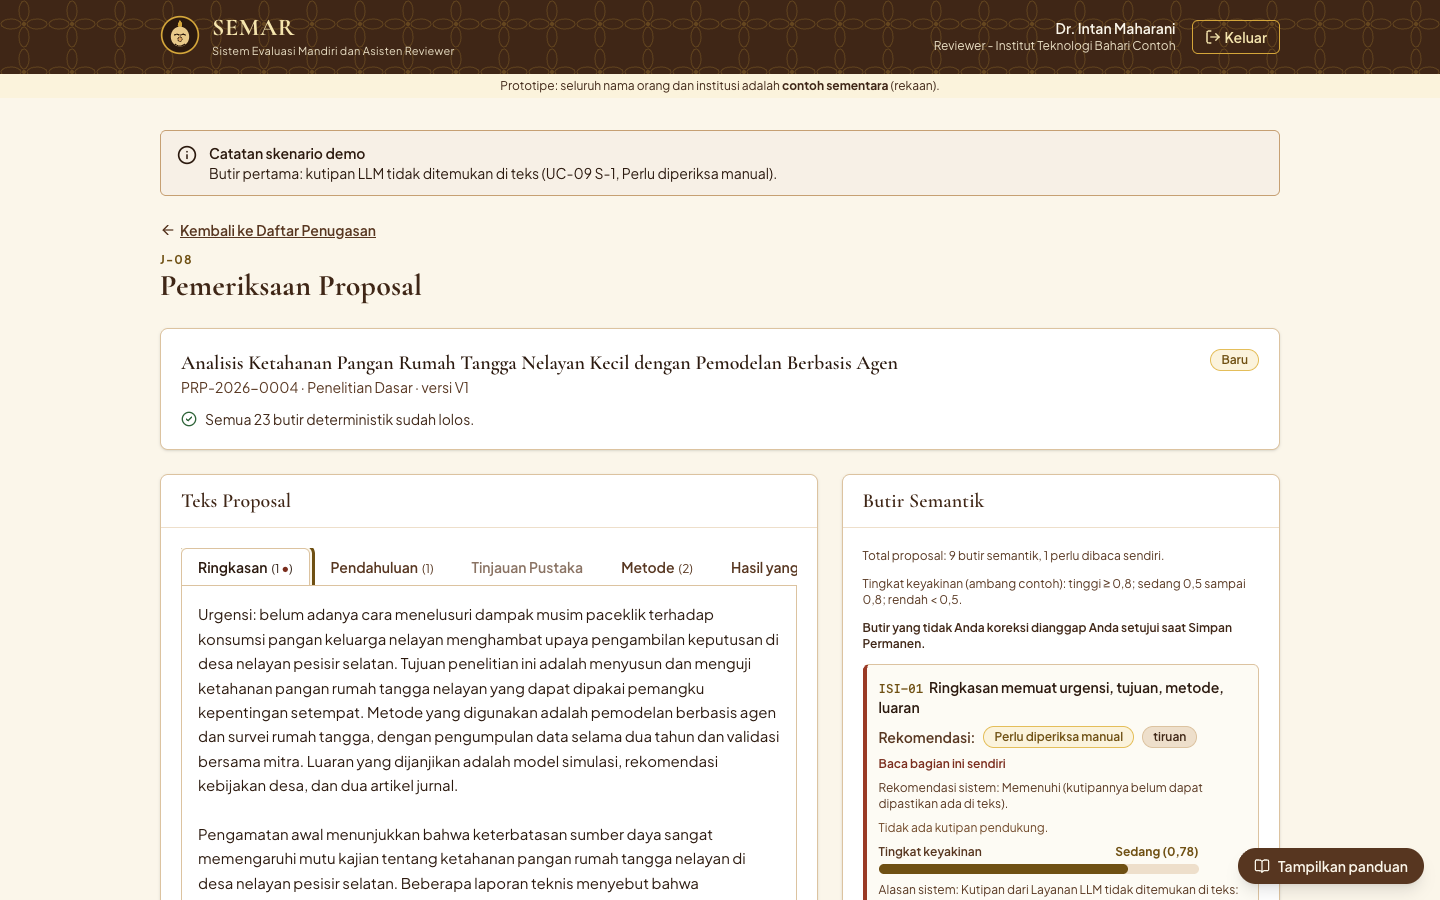 SEMAR
Sistem Evaluasi Mandiri dan Asisten Reviewer
Dr. Intan Maharani
Reviewer - Institut Teknologi Bahari Contoh
Keluar
Prototipe: seluruh nama orang dan institusi adalah contoh sementara (rekaan).
Catatan skenario demo
Butir pertama: kutipan LLM tidak ditemukan di teks (UC-09 S-1, Perlu diperiksa manual).
Kembali ke Daftar Penugasan
J-08
Pemeriksaan Proposal
Analisis Ketahanan Pangan Rumah Tangga Nelayan Kecil dengan Pemodelan Berbasis Agen
Baru
PRP-2026-0004 · Penelitian Dasar · versi V1
Semua 23 butir deterministik sudah lolos.
Teks Proposal
Ringkasan (1 ●)
Pendahuluan (1)
Tinjauan Pustaka
Metode (2)
Hasil yang
Urgensi: belum adanya cara menelusuri dampak musim paceklik terhadap
konsumsi pangan keluarga nelayan menghambat upaya pengambilan keputusan di
desa nelayan pesisir selatan. Tujuan penelitian ini adalah menyusun dan menguji
ketahanan pangan rumah tangga nelayan yang dapat dipakai pemangku
kepentingan setempat. Metode yang digunakan adalah pemodelan berbasis agen
dan survei rumah tangga, dengan pengumpulan data selama dua tahun dan validasi
bersama mitra. Luaran yang dijanjikan adalah model simulasi, rekomendasi
kebijakan desa, dan dua artikel jurnal.
Pengamatan awal menunjukkan bahwa keterbatasan sumber daya sangat
memengaruhi mutu kajian tentang ketahanan pangan rumah tangga nelayan di
desa nelayan pesisir selatan. Beberapa laporan teknis menyebut bahwa
Butir Semantik
Total proposal: 9 butir semantik, 1 perlu dibaca sendiri.
Tingkat keyakinan (ambang contoh): tinggi ≥ 0,8; sedang 0,5 sampai
0,8; rendah < 0,5.
Butir yang tidak Anda koreksi dianggap Anda setujui saat Simpan
Permanen.
ISI-01 Ringkasan memuat urgensi, tujuan, metode,
luaran
Rekomendasi: Perlu diperiksa manual tiruan
Baca bagian ini sendiri
Rekomendasi sistem: Memenuhi (kutipannya belum dapat
dipastikan ada di teks).
Tidak ada kutipan pendukung.
Tingkat keyakinan Sedang (0,78)
Alasan sistem: Kutipan dari Layanan LLM tidak ditemukan di teks:
Tampilkan panduan